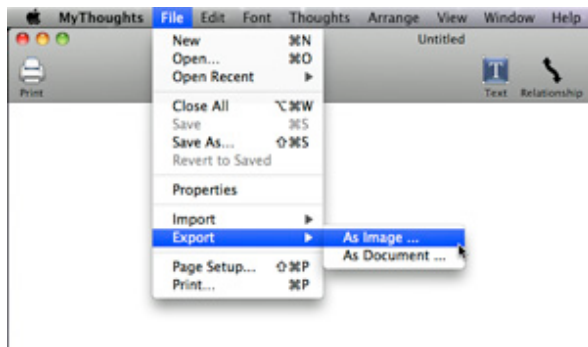 MyThoughts File Edit Font Thoughts Arrange View Window Help
Untitled
Print
Text Relationship
New ⌘N
Open... ⌘O
Open Recent ▶
Close All ⌥⌘W
Save ⌘S
Save As... ⇧⌘S
Revert to Saved
Properties
Import ▶
Export ▶
As Image ...
As Document ...
Page Setup... ⇧⌘P
Print... ⌘P